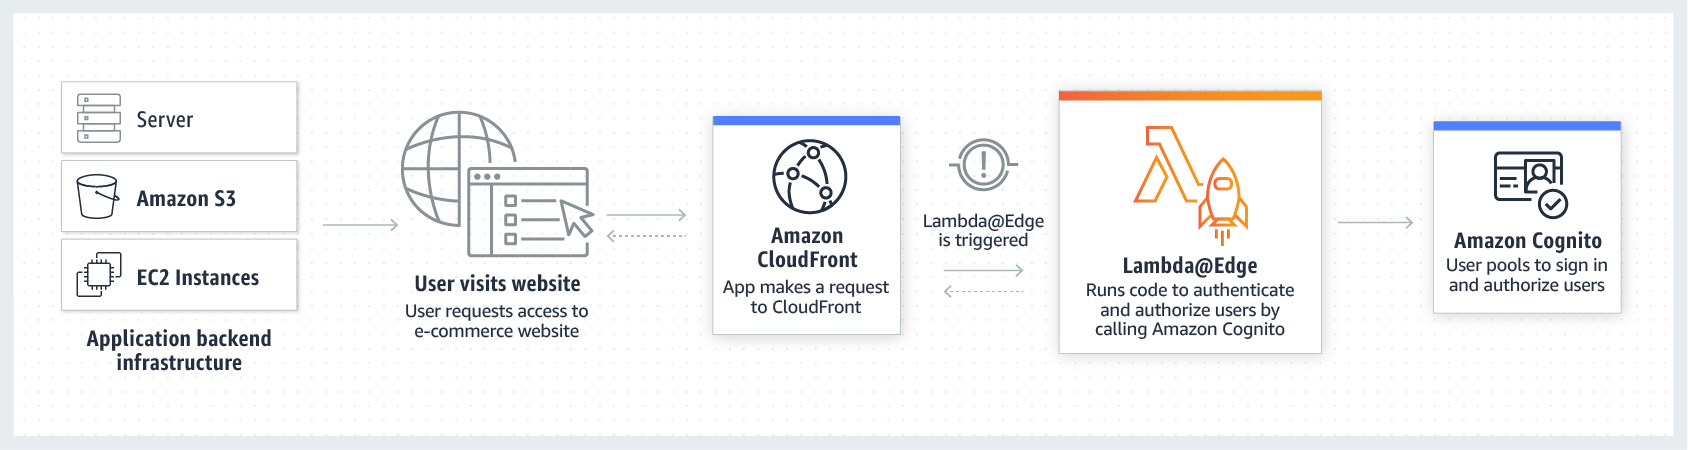 Server
Amazon S3
EC2 Instances
Application backend
infrastructure
User visits website
User requests access to
e-commerce website
Amazon
CloudFront
App makes a request
to CloudFront
Lambda@Edge
is triggered
Lambda@Edge
Runs code to authenticate
and authorize users by
calling Amazon Cognito
Amazon Cognito
User pools to sign in
and authorize users